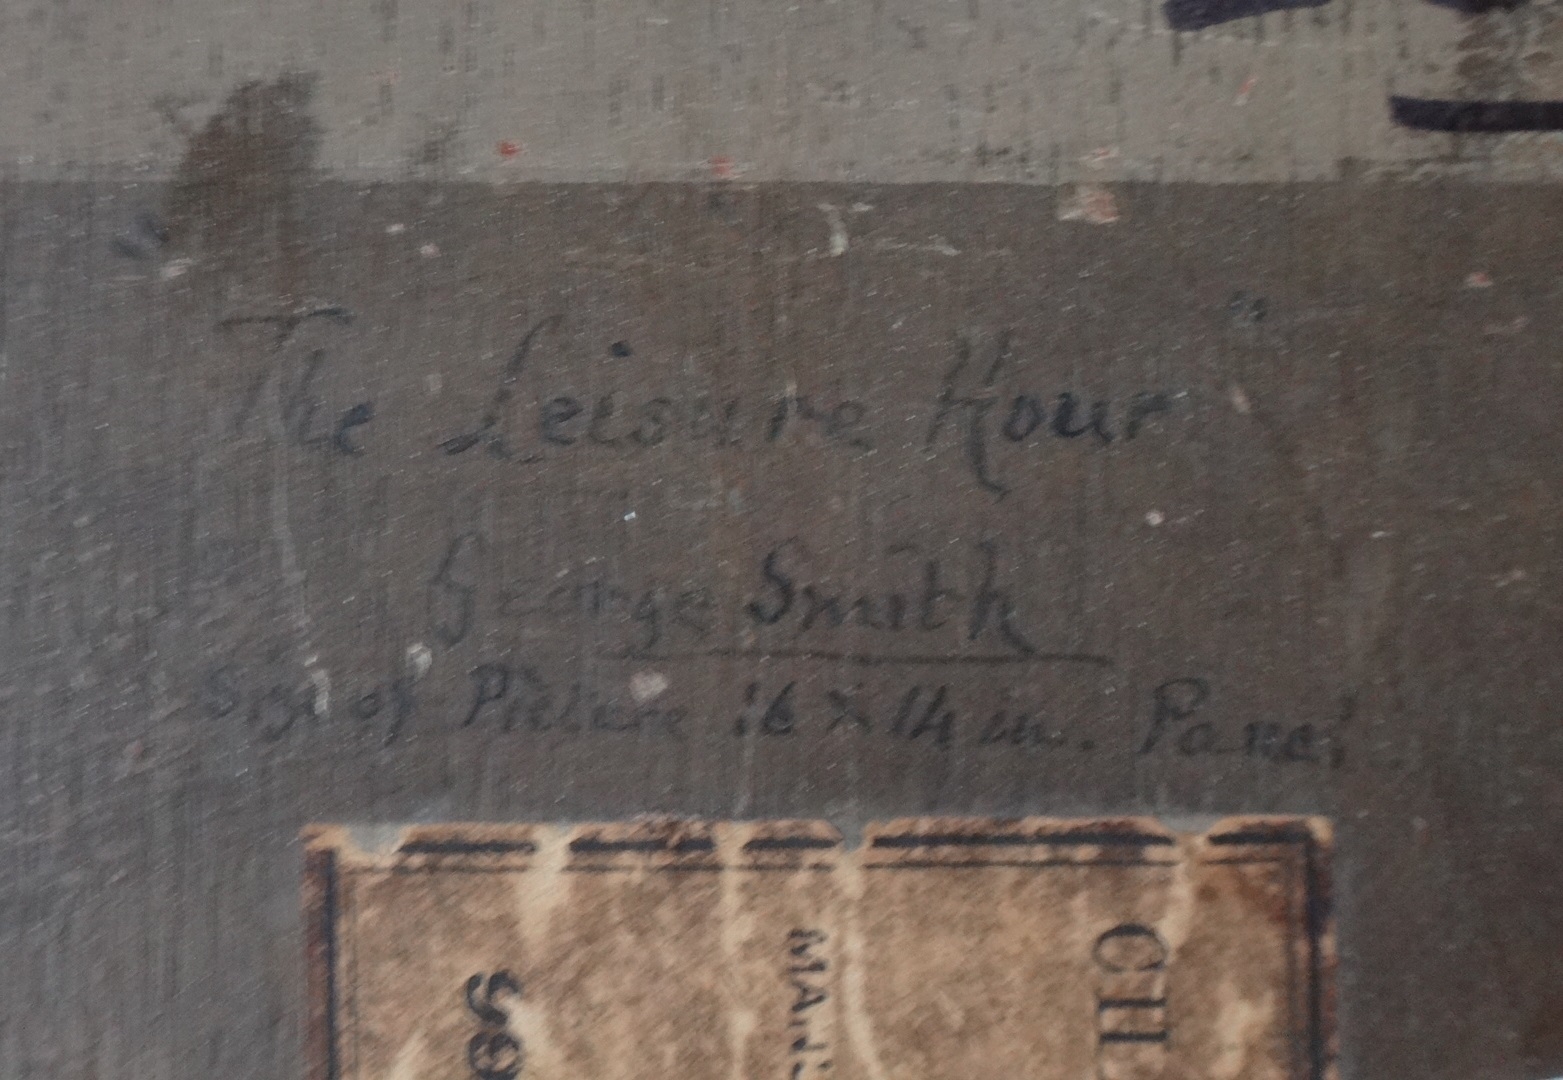 The Leisure Hour"
George Smith
Size of Picture 16 x 14 in. Panel